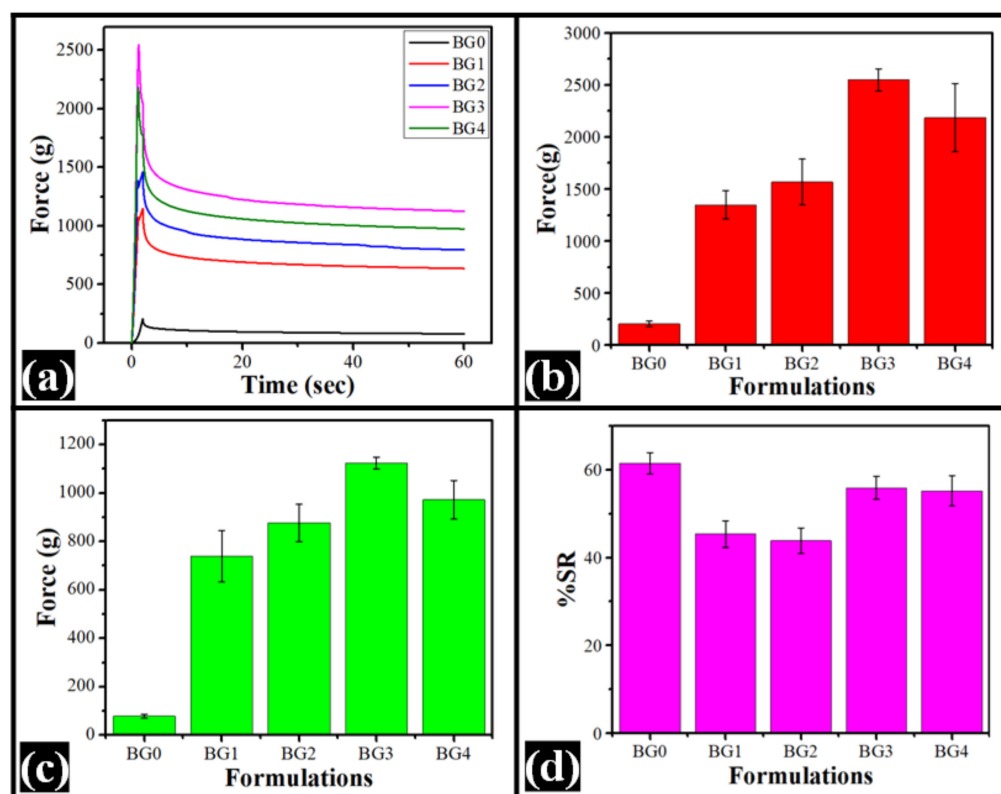 2500
2000
1500
1000
500
0
Force (g)
0 20 40 60
Time (sec)
BG0
BG1
BG2
BG3
BG4
(a)
3000
2500
2000
1500
1000
500
0
Force(g)
BG0 BG1 BG2 BG3 BG4
Formulations
(b)
1200
1000
800
600
400
200
0
Force (g)
BG0 BG1 BG2 BG3 BG4
Formulations
(c)
60
40
20
0
%SR
BG0 BG1 BG2 BG3 BG4
Formulations
(d)